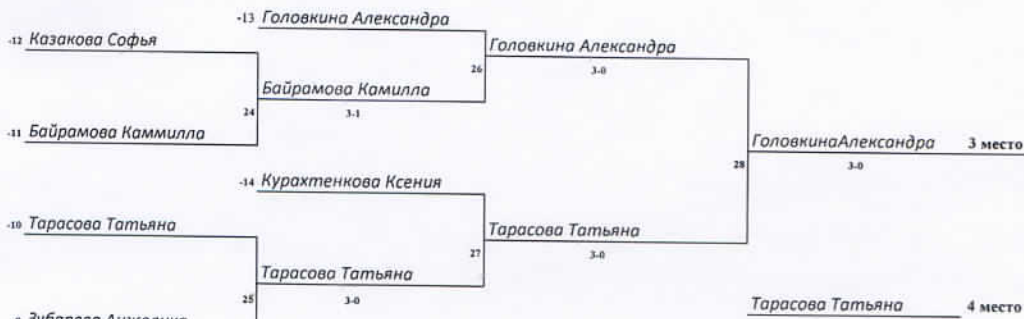 -13 Головкина Александра
-12 Казакова Софья
Головкина Александра
26
3-0
Байрамова Камилла
24
3-1
-11 Байрамова Каммилла
ГоловкинаАлександра 3 место
28
3-0
-14 Курахтенкова Ксения
-10 Тарасова Татьяна
Тарасова Татьяна
27
3-0
Тарасова Татьяна
25
3-0
Тарасова Татьяна 4 место